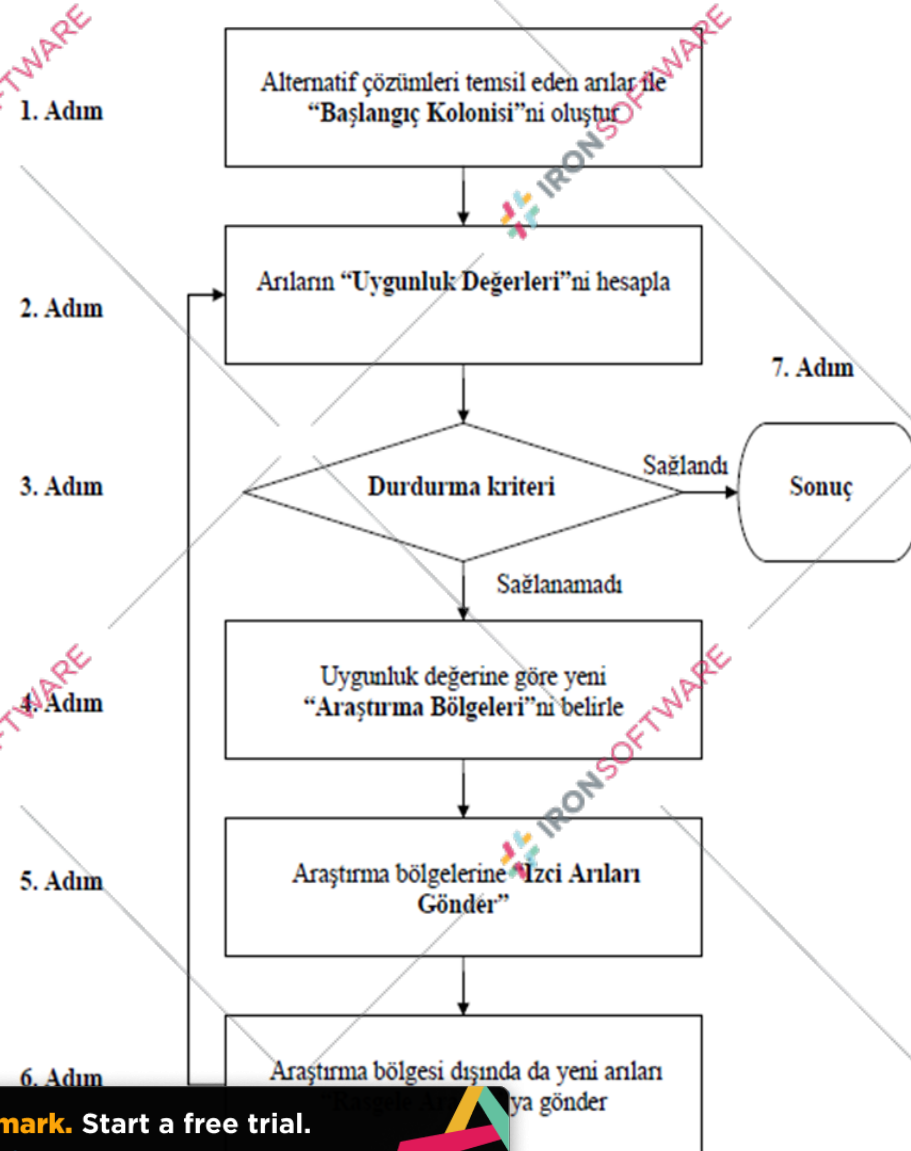 1. Adım
Alternatif çözümleri temsil eden arılar ile
“Başlangıç Kolonisi”ni oluştur
IRONSOFTWARE
2. Adım
Arıların “Uygunluk Değerleri”ni hesapla
7. Adım
3. Adım
Durdurma kriteri
Sağlandı
Sonuç
Sağlanamadı
4. Adım
Uygunluk değerine göre yeni
“Araştırma Bölgeleri”ni belirle
IRONSOFTWARE
5. Adım
Araştırma bölgelerine “İzci Arıları
Gönder”
6. Adım
Araştırma bölgesi dışında da yeni arıları
“Rasgele ya gönder
mark. Start a free trial.